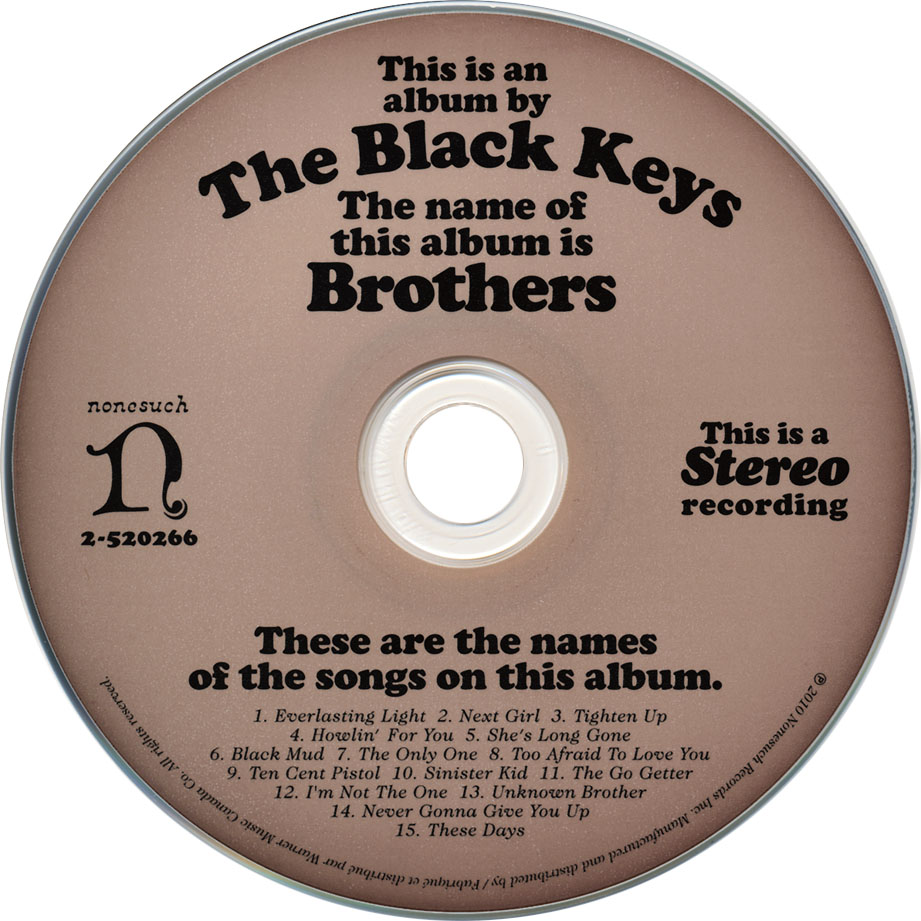 This is an
album by
The Black Keys
The name of
this album is
Brothers
nonesuch
N
2-520266
This is a
Stereo
recording
These are the names
of the songs on this album.
1. Everlasting Light 2. Next Girl 3. Tighten Up
4. Howlin' For You 5. She's Long Gone
6. Black Mud 7. The Only One 8. Too Afraid To Love You
9. Ten Cent Pistol 10. Sinister Kid 11. The Go Getter
12. I'm Not The One 13. Unknown Brother
14. Never Gonna Give You Up
15. These Days
℗ 2010 Nonesuch Records Inc. Manufactured and distributed by / Fabriqué et distribué par Warner Music Canada Co. All rights reserved.